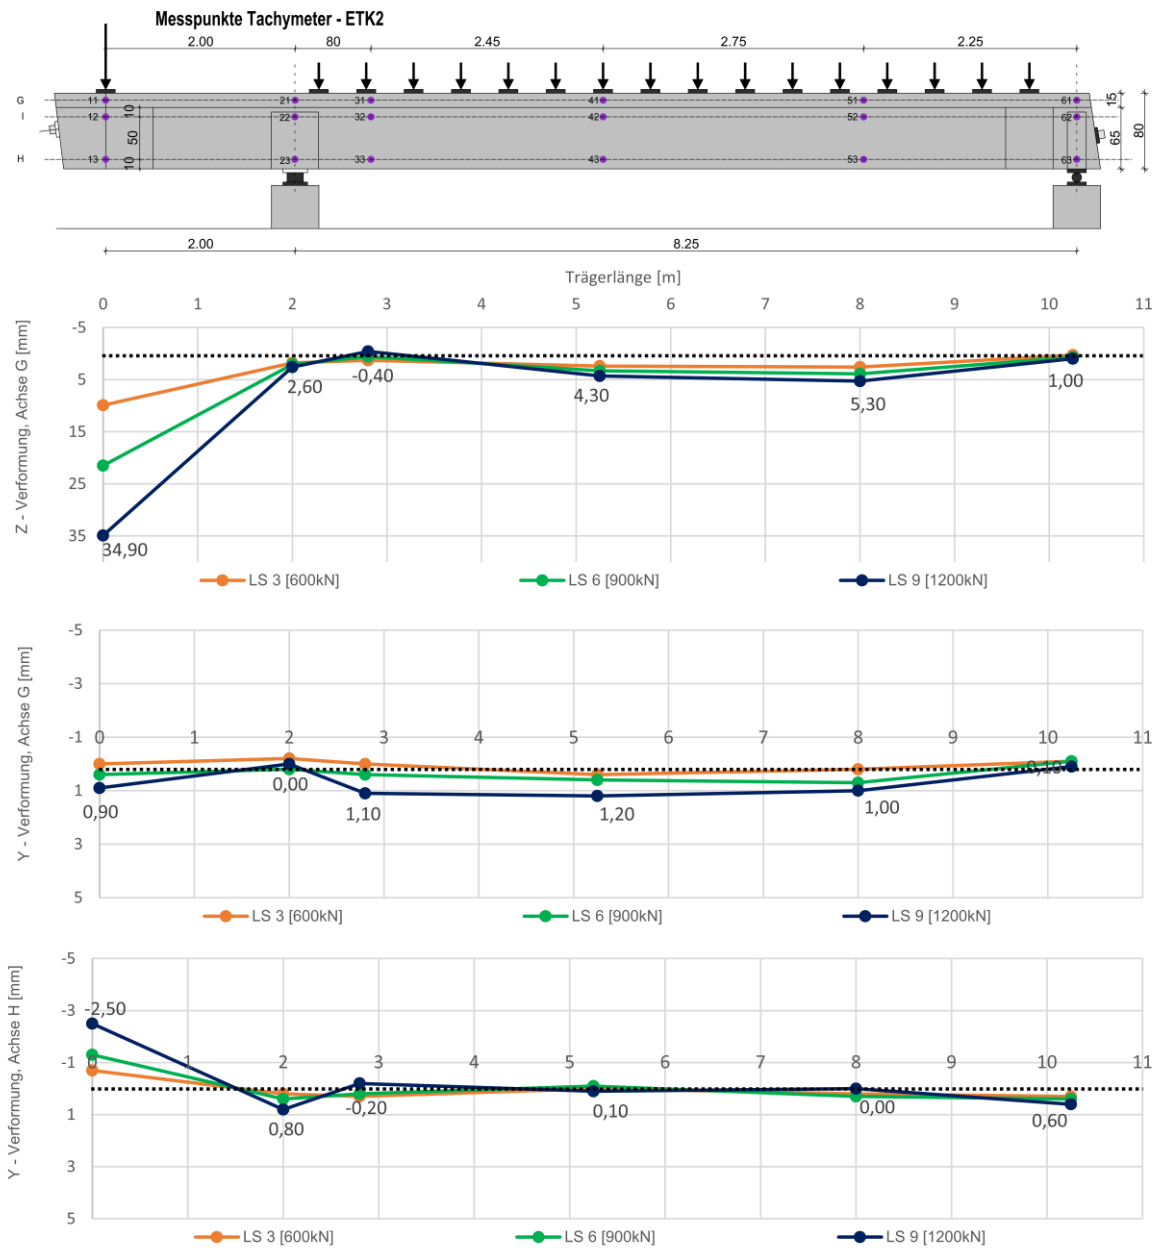 Messpunkte Tachymeter - ETK2
2.00 80 2.45 2.75 2.25
G 11 21 31 41 51 61 15
I 12 10 22 32 42 52 62
50 65 80
H 13 10 23 33 43 53 63
2.00 8.25
Trägerlänge [m]
0 1 2 3 4 5 6 7 8 9 10 11
Z - Verformung, Achse G [mm]
-5
5
15
25
35
34,90 2,60 -0,40 4,30 5,30 1,00
LS 3 [600kN] LS 6 [900kN] LS 9 [1200kN]
Y - Verformung, Achse G [mm]
-5
-3
-1
1
3
5
0 1 2 3 4 5 6 7 8 9 10 11
0,90 0,00 1,10 1,20 1,00 0,10
LS 3 [600kN] LS 6 [900kN] LS 9 [1200kN]
Y - Verformung, Achse H [mm]
-5
-3
-1
1
3
5
0 1 2 3 4 5 6 7 8 9 10 11
-2,50 0,80 -0,20 0,10 0,00 0,60
LS 3 [600kN] LS 6 [900kN] LS 9 [1200kN]